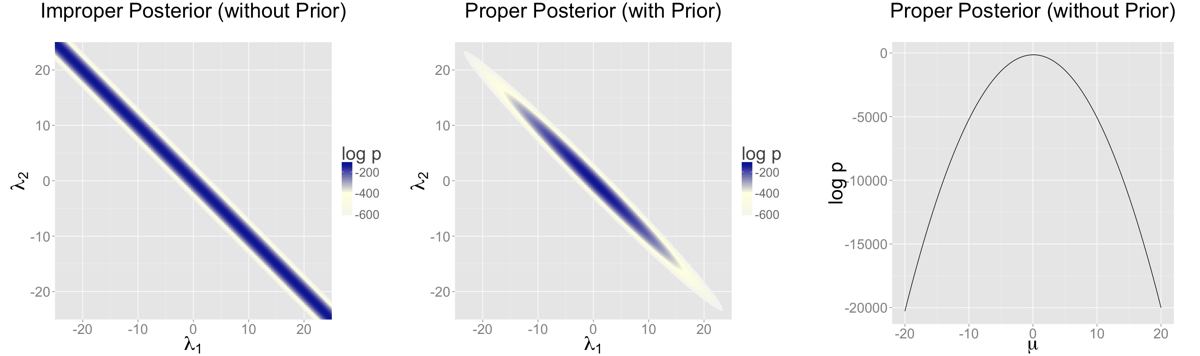 Improper Posterior (without Prior)
20
10
0
-10
-20
λ2
-20 -10 0 10 20
λ1
log p
-200
-400
-600
Proper Posterior (with Prior)
20
10
0
-10
-20
λ2
-20 -10 0 10 20
λ1
log p
-200
-400
-600
Proper Posterior (without Prior)
0
-5000
-10000
-15000
-20000
log p
-20 -10 0 10 20
μ